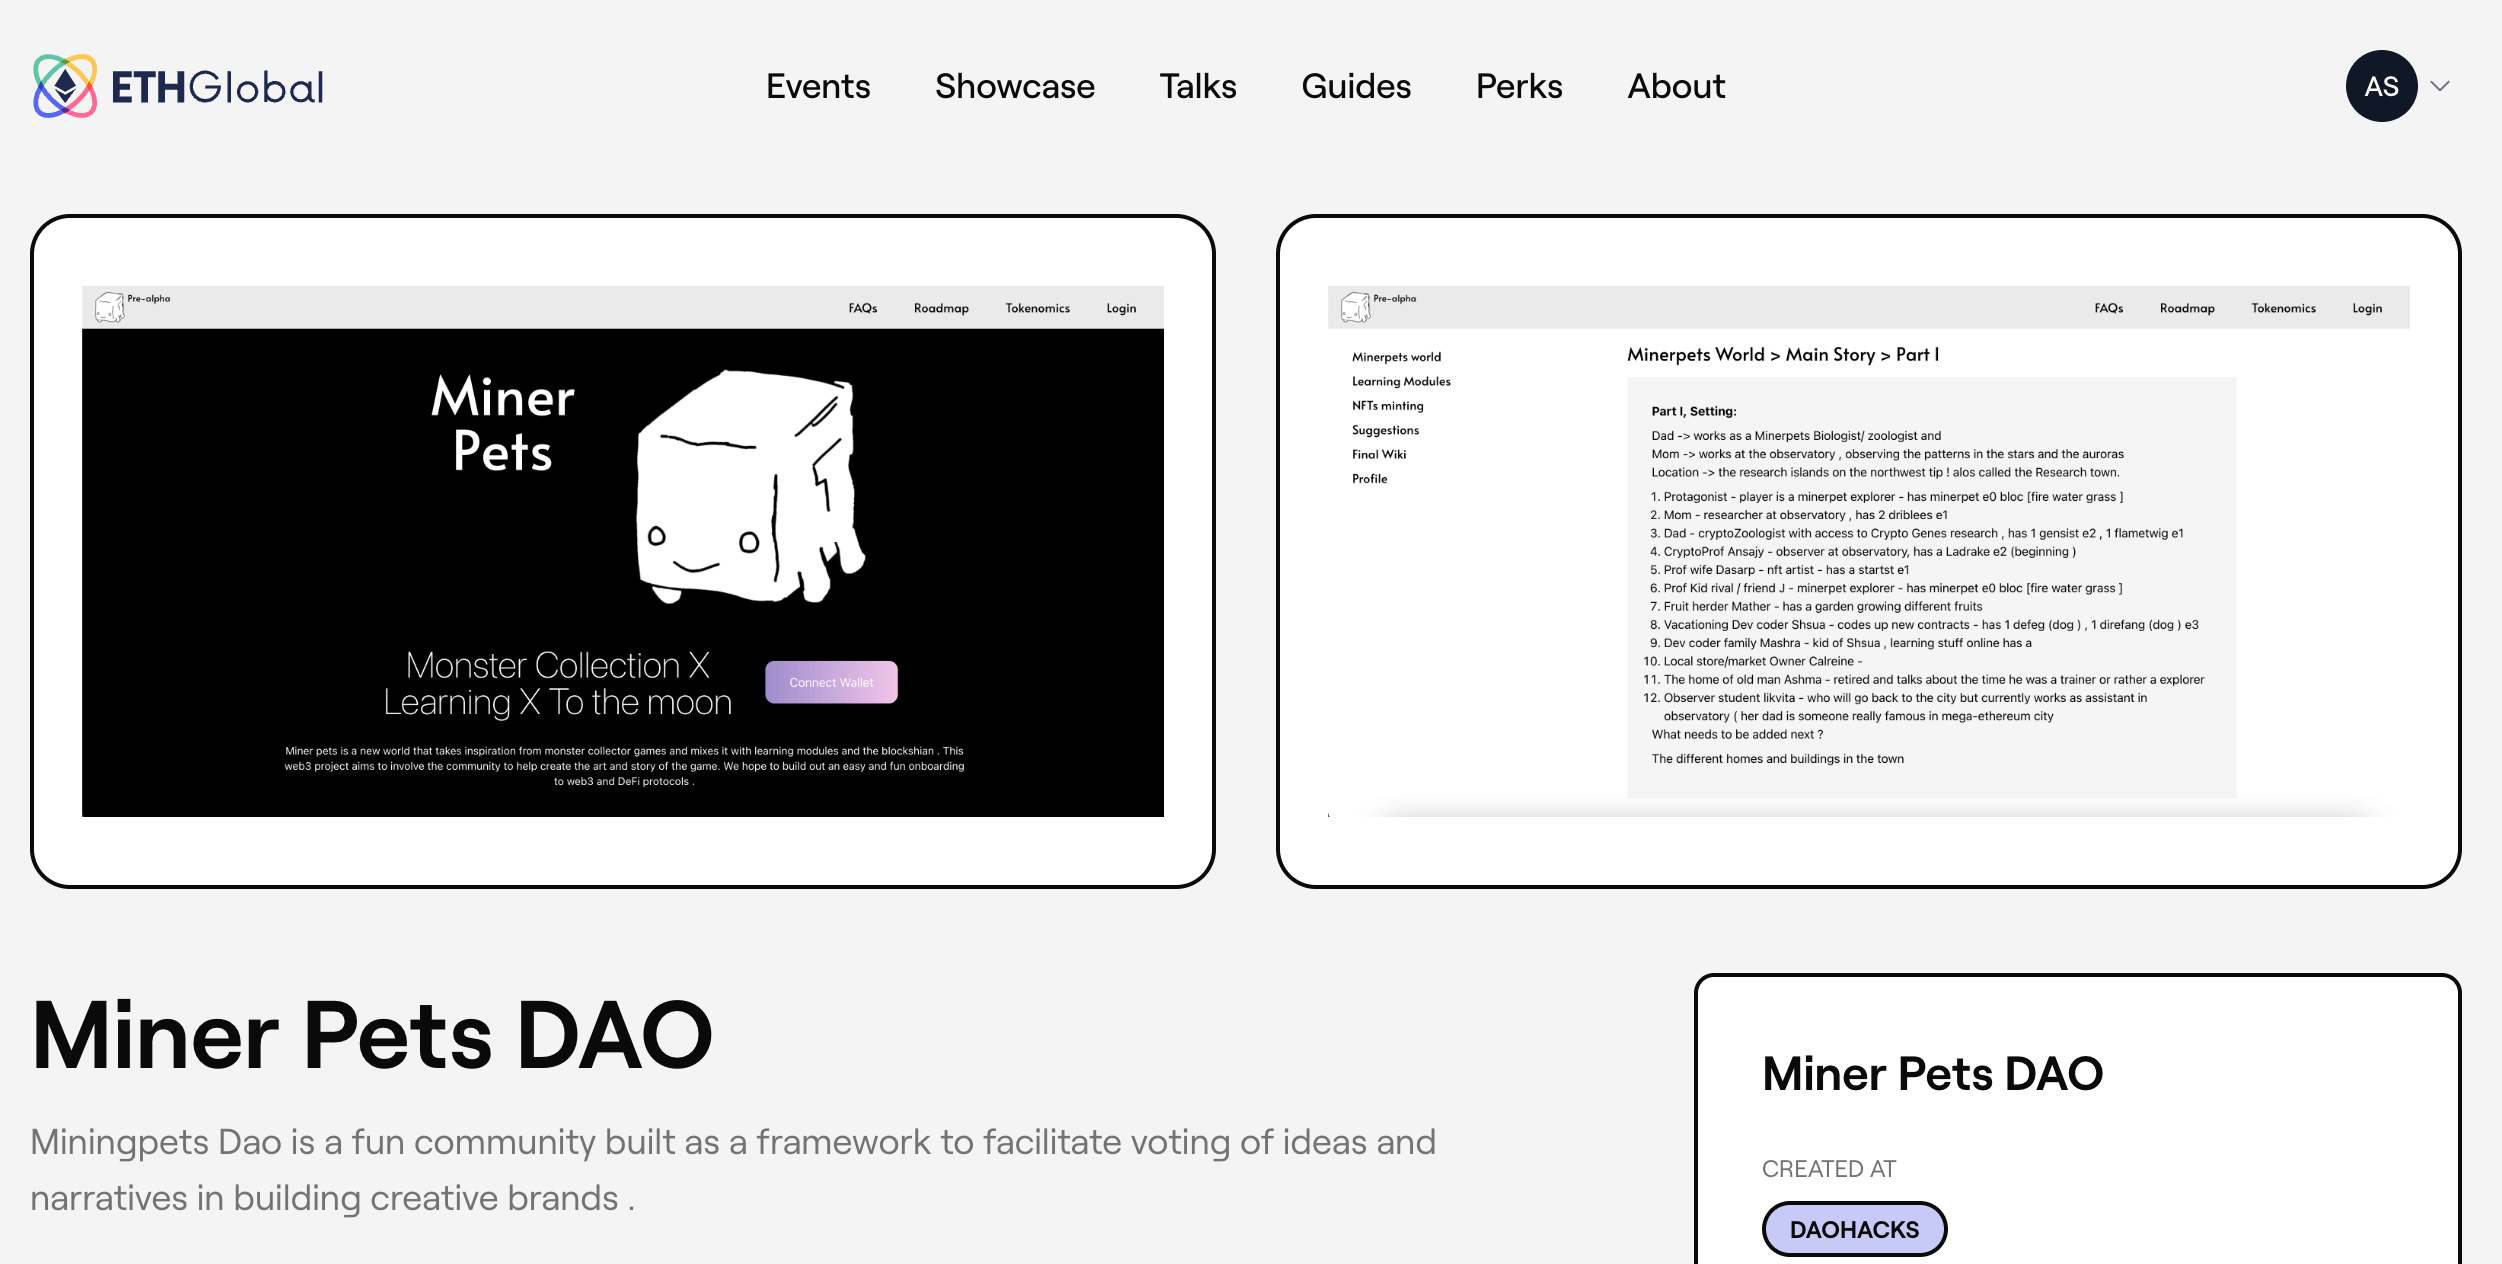 ETHGlobal
Events Showcase Talks Guides Perks About
AS
Pre-alpha
FAQs Roadmap Tokenomics Login
Miner
Pets
Monster Collection X
Learning X To the moon
Connect Wallet
Miner pets is a new world that takes inspiration from monster collector games and mixes it with learning modules and the blockshian . This
web3 project aims to involve the community to help create the art and story of the game. We hope to build out an easy and fun onboarding
to web3 and DeFi protocols .
Pre-alpha
FAQs Roadmap Tokenomics Login
Minerpets world
Learning Modules
NFTs minting
Suggestions
Final Wiki
Profile
Minerpets World > Main Story > Part I
Part I, Setting:
Dad -> works as a Minerpets Biologist/ zoologist and
Mom -> works at the observatory , observing the patterns in the stars and the auroras
Location -> the research islands on the northwest tip ! alos called the Research town.
1. Protagonist - player is a minerpet explorer - has minerpet e0 bloc [fire water grass ]
2. Mom - researcher at observatory , has 2 driblees e1
3. Dad - cryptoZoologist with access to Crypto Genes research , has 1 gensist e2 , 1 flametwig e1
4. CryptoProf Ansajy - observer at observatory, has a Ladrake e2 (beginning )
5. Prof wife Dasarp - nft artist - has a startst e1
6. Prof Kid rival / friend J - minerpet explorer - has minerpet e0 bloc [fire water grass ]
7. Fruit herder Mather - has a garden growing different fruits
8. Vacationing Dev coder Shsua - codes up new contracts - has 1 defeg (dog ) , 1 direfang (dog ) e3
9. Dev coder family Mashra - kid of Shsua , learning stuff online has a
10. Local store/market Owner Calreine -
11. The home of old man Ashma - retired and talks about the time he was a trainer or rather a explorer
12. Observer student likvita - who will go back to the city but currently works as assistant in
observatory ( her dad is someone really famous in mega-ethereum city
What needs to be added next ?
The different homes and buildings in the town
Miner Pets DAO
Miningpets Dao is a fun community built as a framework to facilitate voting of ideas and
narratives in building creative brands .
Miner Pets DAO
CREATED AT
DAOHACKS